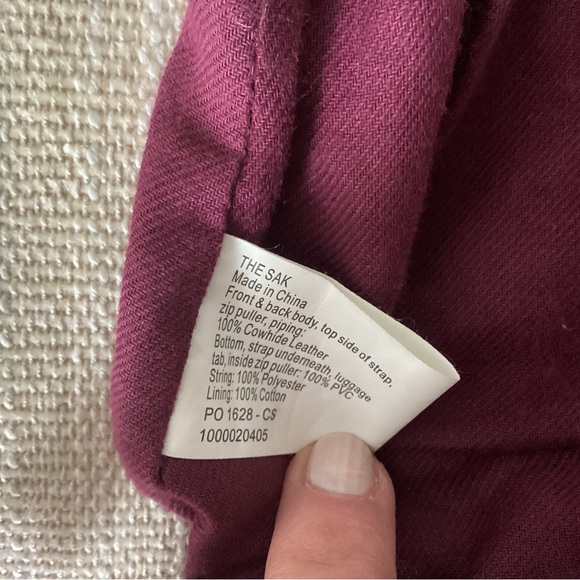 THE SAK
Made in China
Front & back body, top side of strap,
zip puller, piping:
100% Cowhide Leather
Bottom, strap underneath, luggage
tab, inside zip puller: 100% PVC
String: 100% Polyester
Lining: 100% Cotton
PO 1628 - CS
1000020405